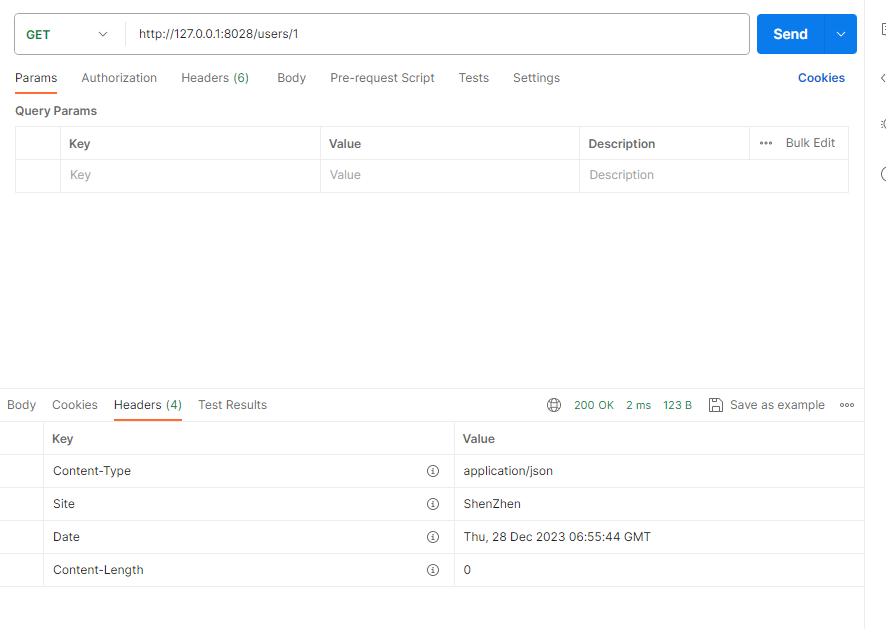 GET http://127.0.0.1:8028/users/1 Send
Params Authorization Headers (6) Body Pre-request Script Tests Settings Cookies
Query Params
Key Value Description Bulk Edit
Key Value Description
Body Cookies Headers (4) Test Results 200 OK 2 ms 123 B Save as example
Key Value
Content-Type application/json
Site ShenZhen
Date Thu, 28 Dec 2023 06:55:44 GMT
Content-Length 0